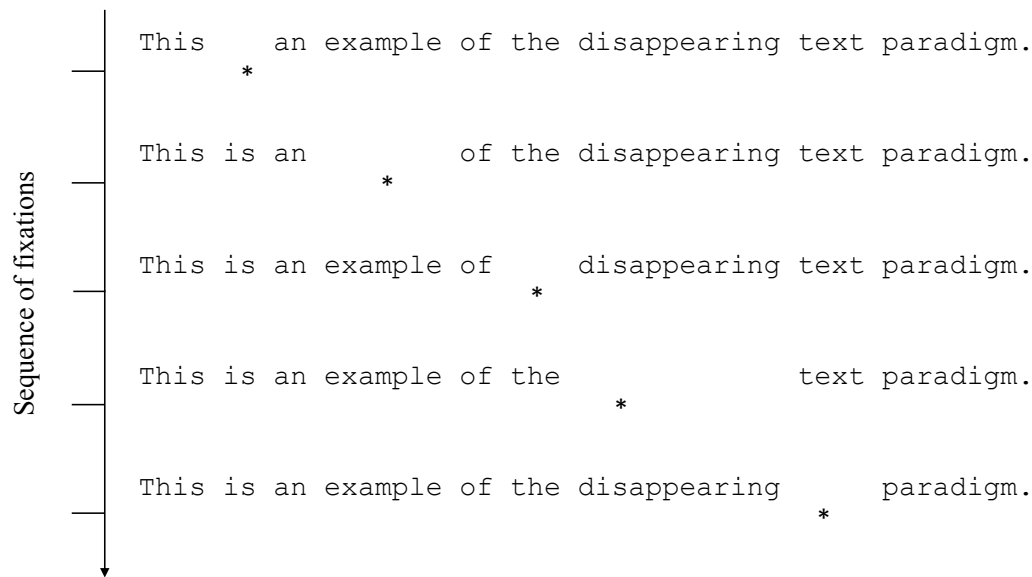 Sequence of fixations
This    an example of the disappearing text paradigm.
*
This is an         of the disappearing text paradigm.
*
This is an example of     disappearing text paradigm.
*
This is an example of the              text paradigm.
*
This is an example of the disappearing      paradigm.
*